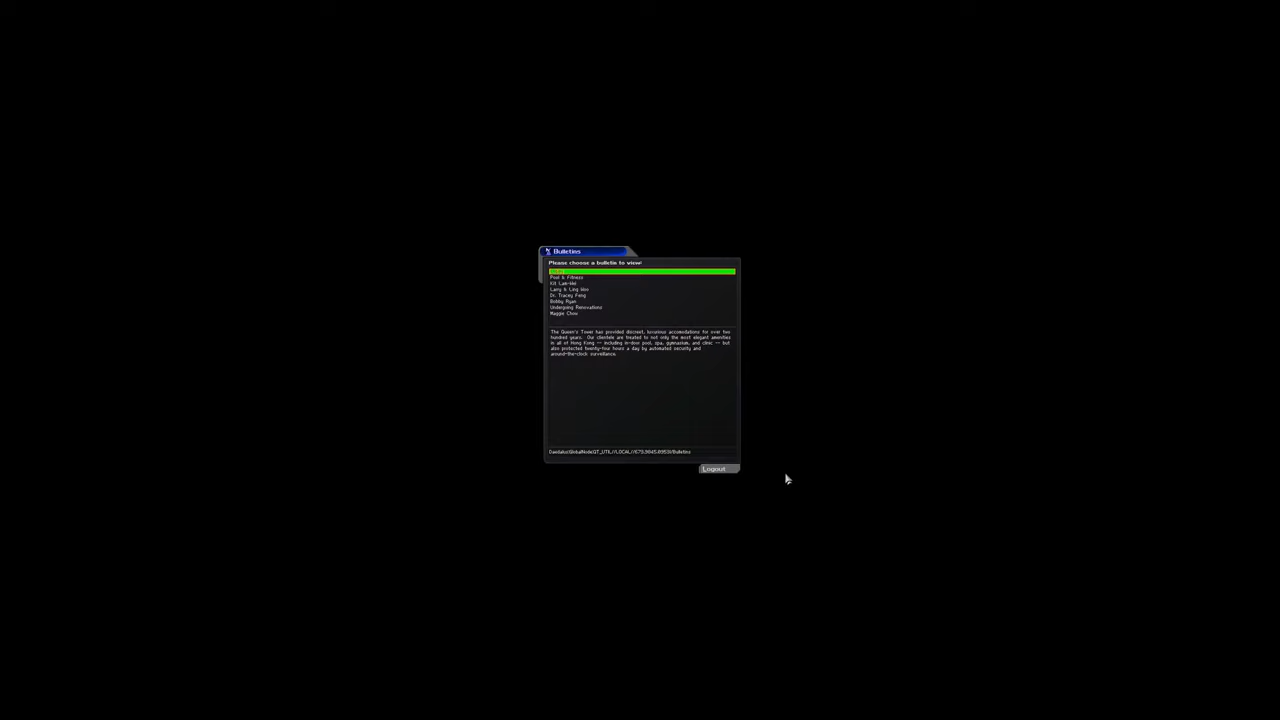 Bulletins
Please choose a bulletin to view:
Pool & Fitness
Kit Lam-Wei
Larry & Ling Woo
Dr. Tracey Feng
Bobby Ryan
Undergoing Renovations
Maggie Chow
The Queen's Tower has provided discreet, luxurious accomodations for over two
hundred years. Our clientele are treated to not only the most elegant amenities
in all of Hong Kong -- including in-door pool, spa, gymnasium, and clinic -- but
also protected twenty-four hours a day by automated security and
around-the-clock surveillance.
Logout